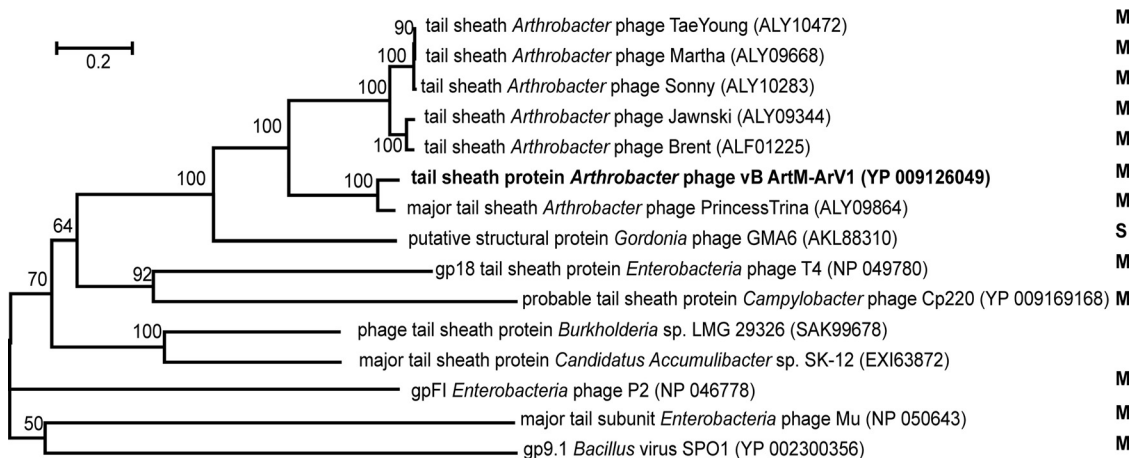 90 tail sheath Arthrobacter phage TaeYoung (ALY10472) M
100 tail sheath Arthrobacter phage Martha (ALY09668) M
0.2
tail sheath Arthrobacter phage Sonny (ALY10283) M
100 tail sheath Arthrobacter phage Jawnski (ALY09344) M
100 tail sheath Arthrobacter phage Brent (ALF01225) M
100 100 tail sheath protein Arthrobacter phage vB ArtM-ArV1 (YP 009126049) M
major tail sheath Arthrobacter phage PrincessTrina (ALY09864) M
64 putative structural protein Gordonia phage GMA6 (AKL88310) S
70 92 gp18 tail sheath protein Enterobacteria phage T4 (NP 049780) M
probable tail sheath protein Campylobacter phage Cp220 (YP 009169168) M
100 phage tail sheath protein Burkholderia sp. LMG 29326 (SAK99678)
major tail sheath protein Candidatus Accumulibacter sp. SK-12 (EXI63872)
gpFI Enterobacteria phage P2 (NP 046778) M
50 major tail subunit Enterobacteria phage Mu (NP 050643) M
gp9.1 Bacillus virus SPO1 (YP 002300356) M